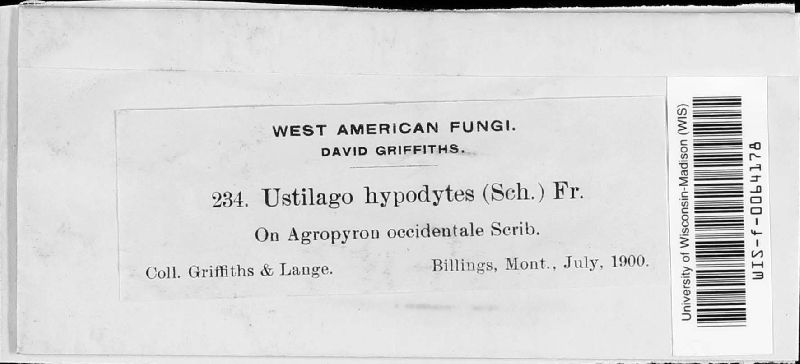 WEST AMERICAN FUNGI.
DAVID GRIFFITHS.
234. Ustilago hypodytes (Sch.) Fr.
On Agropyron occidentale Scrib.
Coll. Griffiths & Lange.
Billings, Mont., July, 1900.
University of Wisconsin-Madison (WIS)
WIS-f-0064178